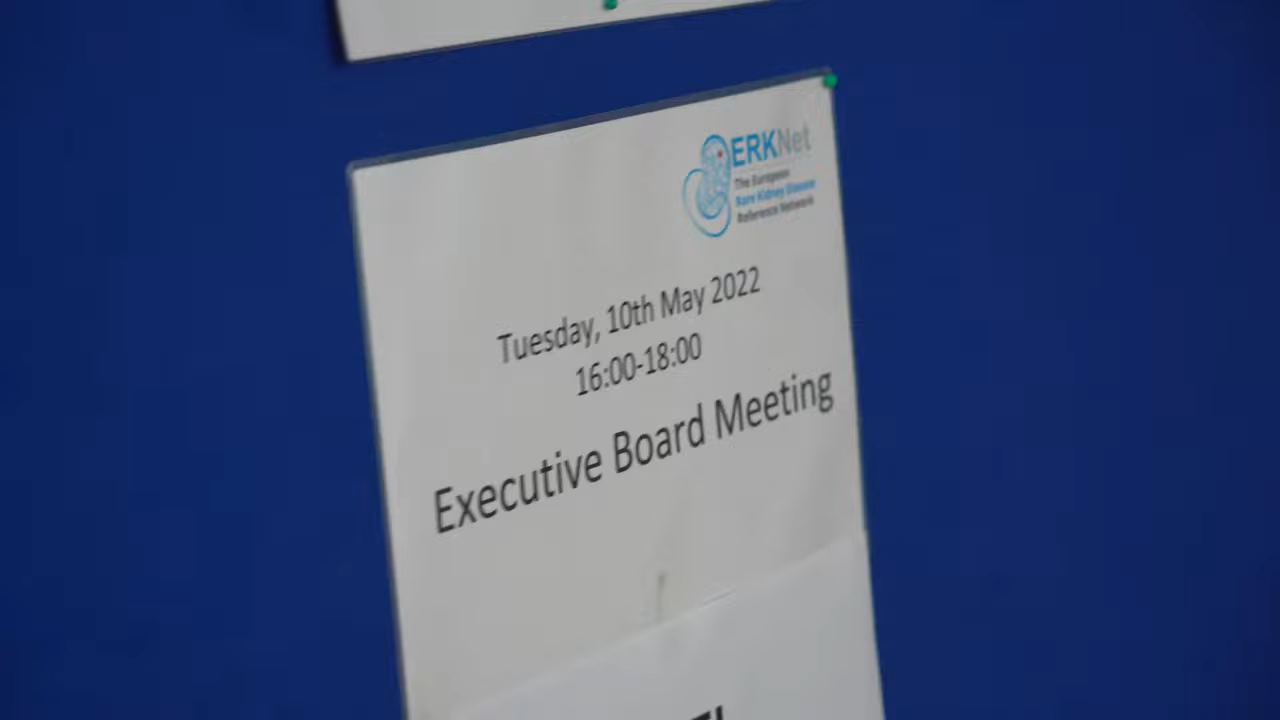 ERKNet
The European
Rare Kidney Disease
Reference Network
Tuesday, 10th May 2022
16:00-18:00
Executive Board Meeting